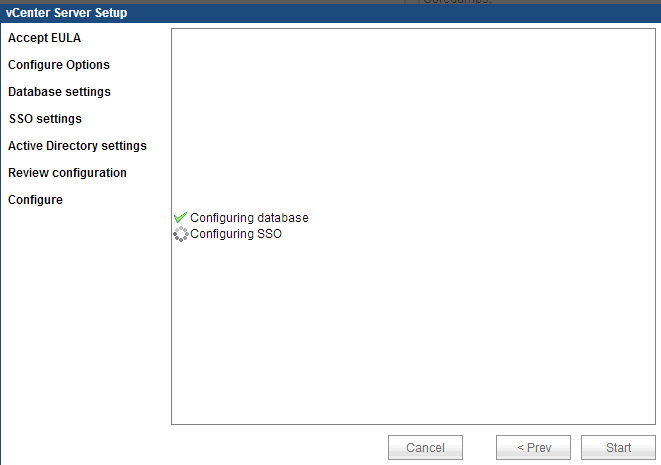 vCenter Server Setup
Accept EULA
Configure Options
Database settings
SSO settings
Active Directory settings
Review configuration
Configure
Configuring database
Configuring SSO
Cancel
< Prev
Start